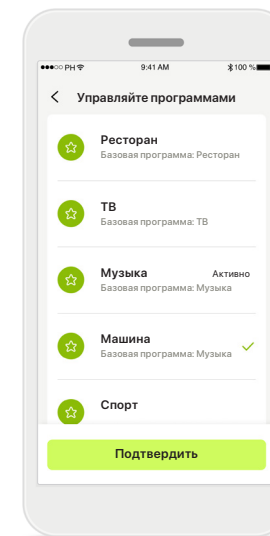 PH 9:41 AM 100 %
Управляйте программами
Ресторан
Базовая программа: Ресторан
ТВ
Базовая программа: ТВ
Музыка Активно
Базовая программа: Музыка
Машина
Базовая программа: Музыка
Спорт
Подтвердить